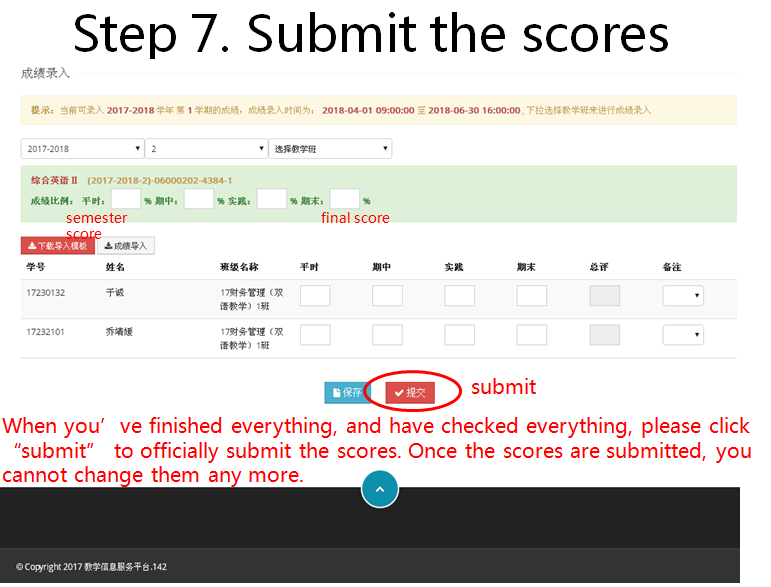 Step 7. Submit the scores
成绩录入
提示：当前可录入 2017-2018 学年 第 1 学期的成绩，成绩录入时间为： 2018-04-01 09:00:00 至 2018-06-30 16:00:00 , 下拉选择教学班来进行成绩录入
2017-2018 2 选择教学班
综合英语Ⅱ (2017-2018-2)-06000202-4384-1
成绩比例： 平时： % 期中： % 实践： % 期末： %
semester
score
final score
下载导入模板 成绩导入
学号 姓名 班级名称 平时 期中 实践 期末 总评 备注
17230132 于诚 17财务管理（双
语教学）1班
17232101 乔靖媛 17财务管理（双
语教学）1班
保存 提交 submit
When you’ve finished everything, and have checked everything, please click
“submit” to officially submit the scores. Once the scores are submitted, you
cannot change them any more.
© Copyright 2017 教学信息服务平台.142